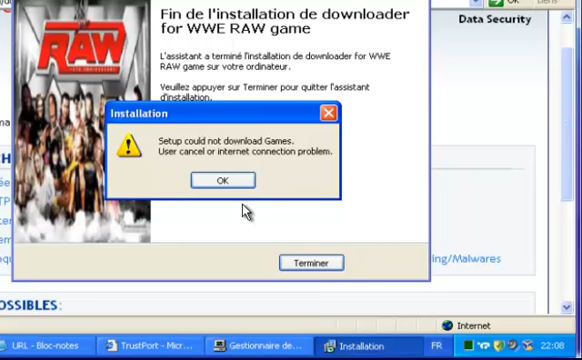 Data Security
RAW
Fin de l'installation de downloader
for WWE RAW game
L'assistant a terminé l'installation de downloader for WWE
RAW game sur votre ordinateur.
Veuillez appuyer sur Terminer pour quitter l'assistant
d'installation.
Installation
Setup could not download Games.
User cancel or internet connection problem.
OK
Terminer
ing/Malwares
OSSIBLES:
Internet
URL - Bloc-notes
TrustPort - Micr...
Gestionnaire de...
Installation
FR
22:08